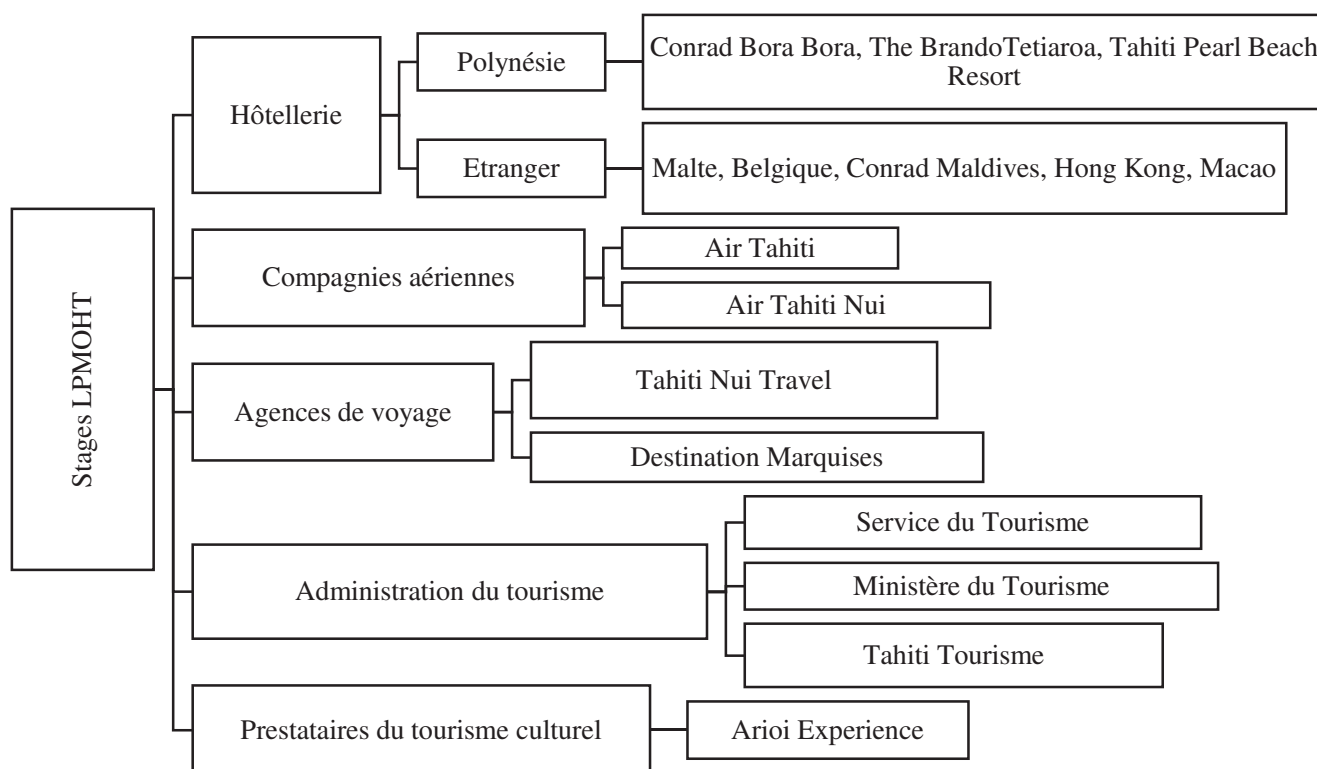 Stages LPMOHT
Hôtellerie
Polynésie
Conrad Bora Bora, The BrandoTetiaroa, Tahiti Pearl Beach
Resort
Etranger
Malte, Belgique, Conrad Maldives, Hong Kong, Macao
Compagnies aériennes
Air Tahiti
Air Tahiti Nui
Agences de voyage
Tahiti Nui Travel
Destination Marquises
Administration du tourisme
Service du Tourisme
Ministère du Tourisme
Tahiti Tourisme
Prestataires du tourisme culturel
Arioi Experience